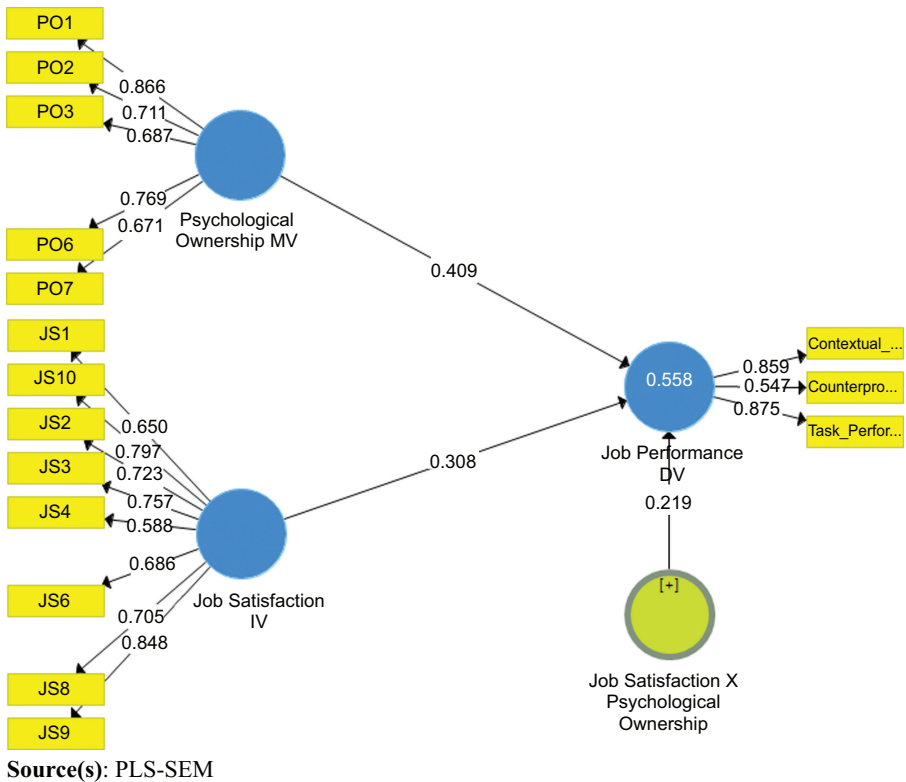 PO1
PO2
PO3
PO6
PO7
0.866
0.711
0.687
0.769
0.671
Psychological
Ownership MV
0.409
JS1
JS10
JS2
JS3
JS4
JS6
JS8
JS9
0.650
0.797
0.723
0.757
0.588
0.686
0.705
0.848
Job Satisfaction
IV
0.308
0.558
Job Performance
DV
0.859
0.547
0.875
Contextual_...
Counterpro...
Task_Perfor...
0.219
[+]
Job Satisfaction X
Psychological
Ownership
Source(s): PLS-SEM